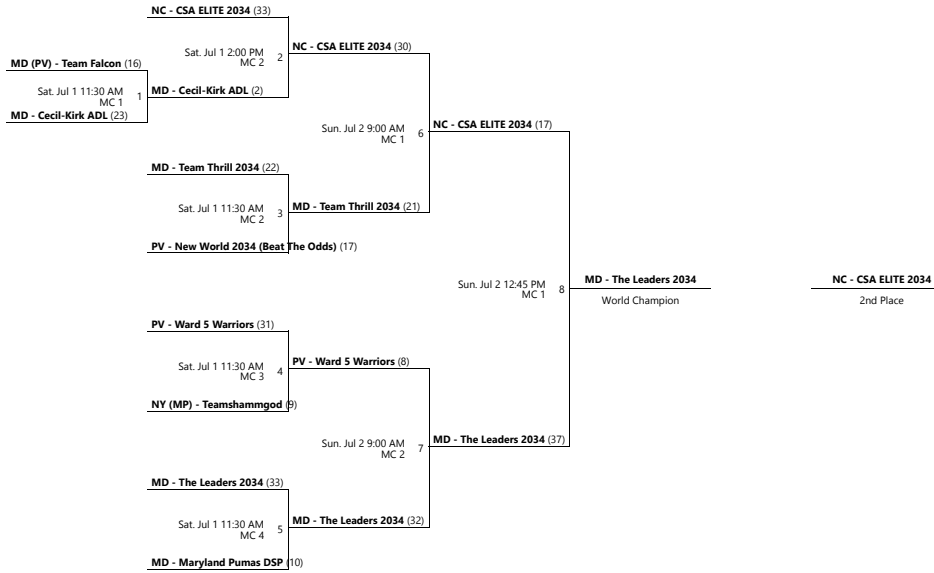 NC - CSA ELITE 2034 (33)
Sat. Jul 1 2:00 PM
MC 2
2
NC - CSA ELITE 2034 (30)
MD (PV) - Team Falcon (16)
Sat. Jul 1 11:30 AM
MC 1
1
MD - Cecil-Kirk ADL (2)
MD - Cecil-Kirk ADL (23)
Sun. Jul 2 9:00 AM
MC 1
6
NC - CSA ELITE 2034 (17)
MD - Team Thrill 2034 (22)
Sat. Jul 1 11:30 AM
MC 2
3
MD - Team Thrill 2034 (21)
PV - New World 2034 (Beat The Odds) (17)
Sun. Jul 2 12:45 PM
MC 1
8
MD - The Leaders 2034
World Champion
NC - CSA ELITE 2034
2nd Place
PV - Ward 5 Warriors (31)
Sat. Jul 1 11:30 AM
MC 3
4
PV - Ward 5 Warriors (8)
NY (MP) - Teamshammgod (9)
Sun. Jul 2 9:00 AM
MC 2
7
MD - The Leaders 2034 (37)
MD - The Leaders 2034 (33)
Sat. Jul 1 11:30 AM
MC 4
5
MD - The Leaders 2034 (32)
MD - Maryland Pumas DSP (10)